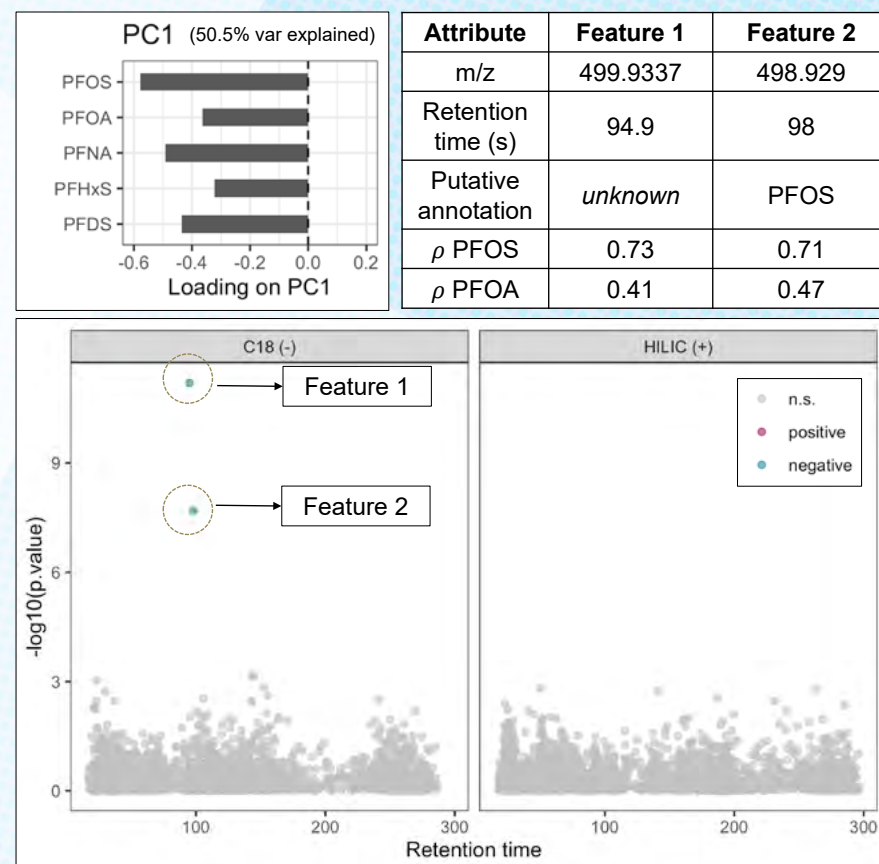 PC1 (50.5% var explained)
PFOS
PFOA
PFNA
PFHxS
PFDS
-0.6 -0.4 -0.2 0.0 0.2
Loading on PC1
Attribute Feature 1 Feature 2
m/z 499.9337 498.929
Retention time (s) 94.9 98
Putative annotation unknown PFOS
ρ PFOS 0.73 0.71
ρ PFOA 0.41 0.47
C18 (-) HILIC (+)
Feature 1
Feature 2
n.s.
positive
negative
-log10(p.value)
9
6
3
0
100 200 300 100 200 300
Retention time